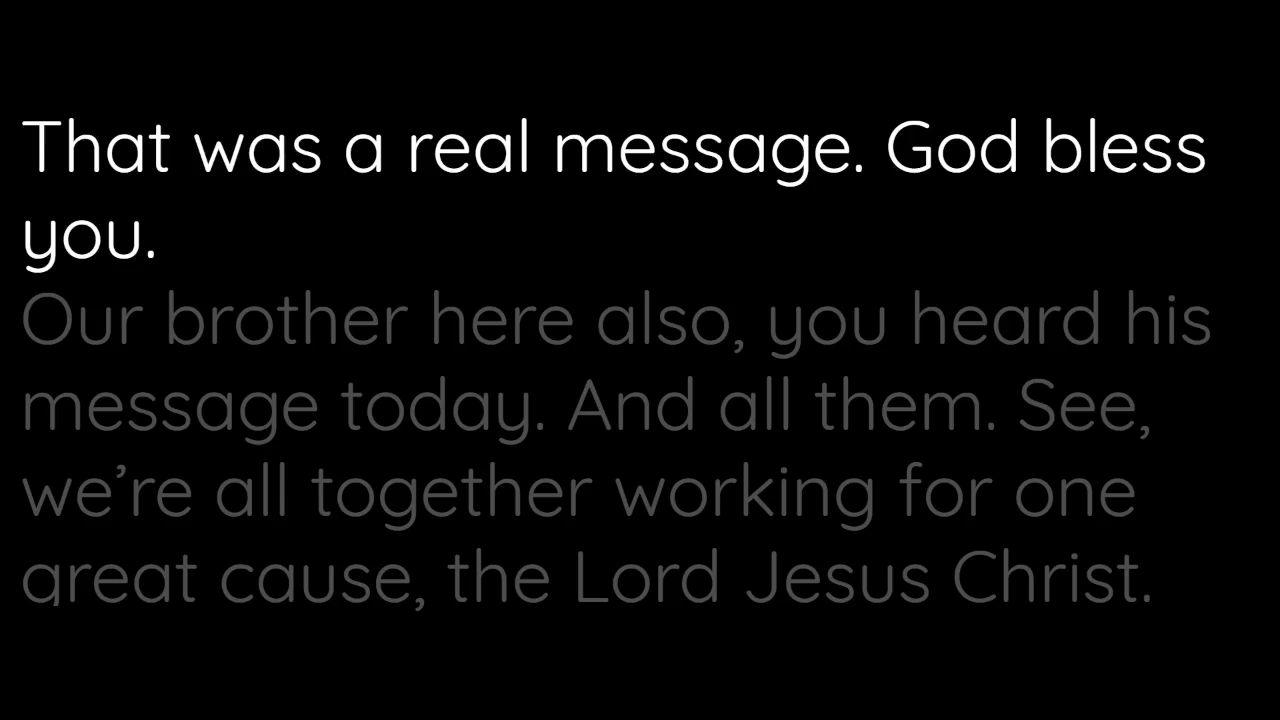 That was a real message. God bless
you.
Our brother here also, you heard his
message today. And all them. See,
we’re all together working for one
great cause, the Lord Jesus Christ.